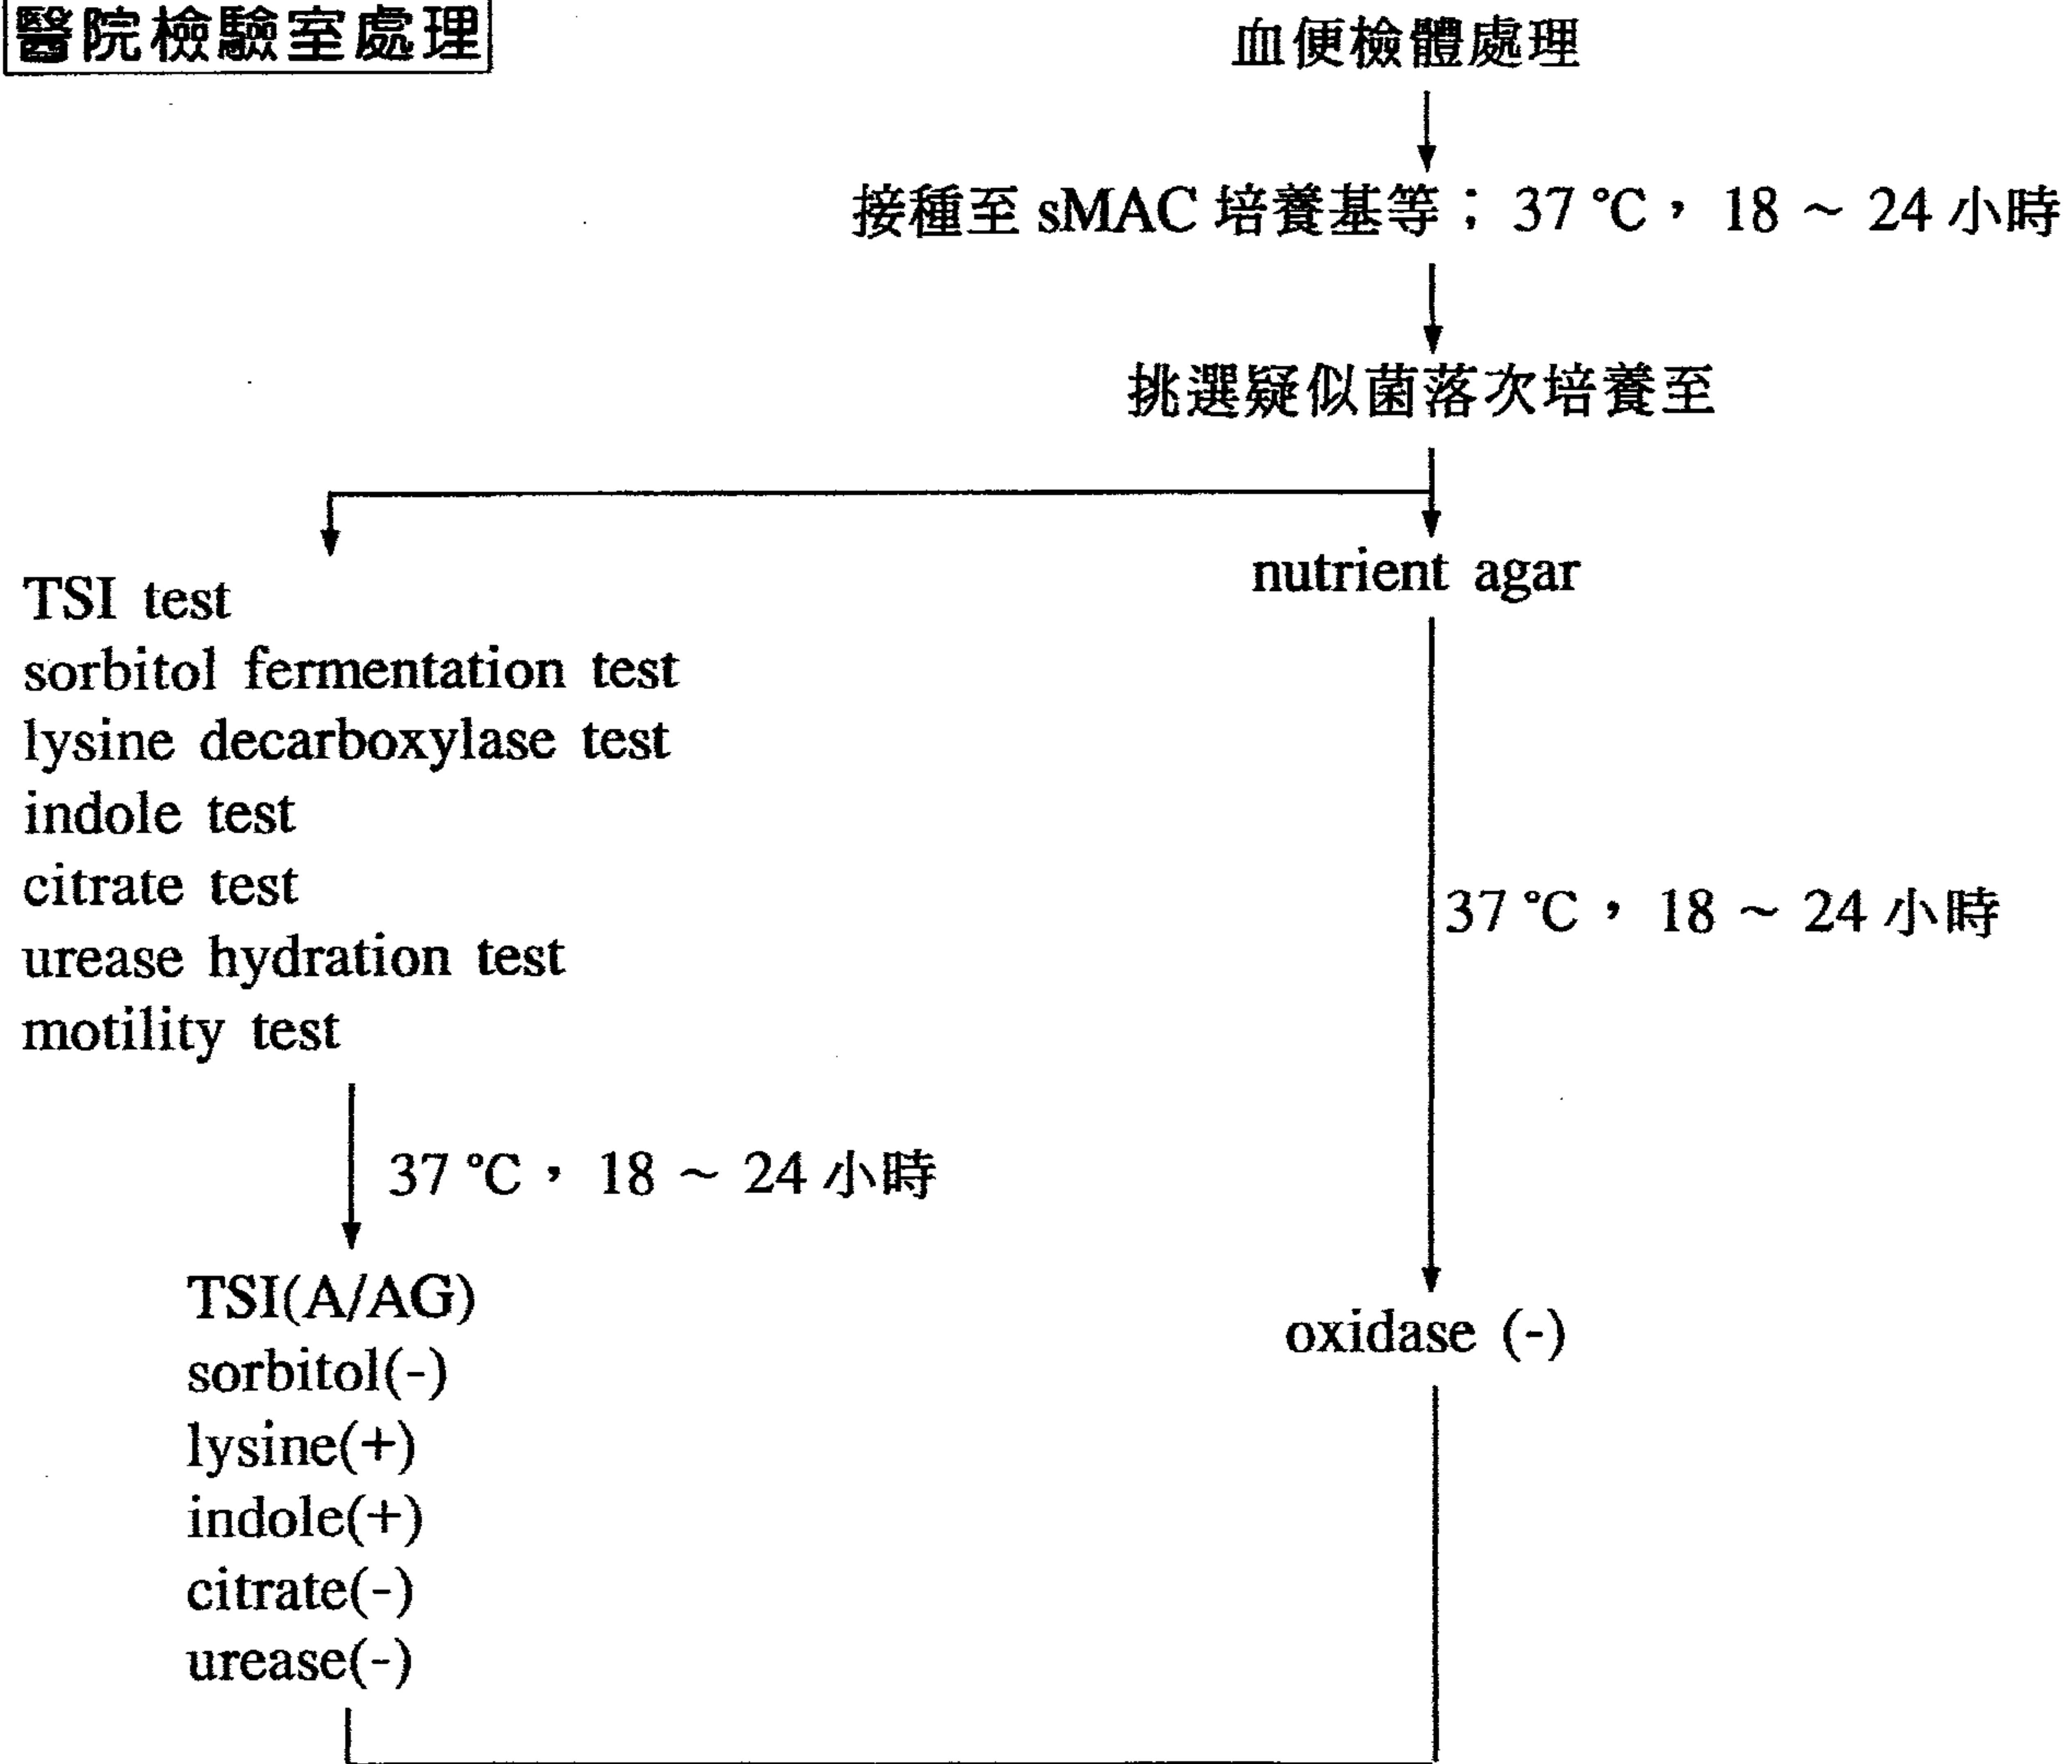 醫院檢驗室處理
血便檢體處理
接種至 sMAC 培養基等；37 ℃，18 ~ 24 小時
挑選疑似菌落次培養至
TSI test
sorbitol fermentation test
lysine decarboxylase test
indole test
citrate test
urease hydration test
motility test
37 ℃，18 ~ 24 小時
TSI(A/AG)
sorbitol(-)
lysine(+)
indole(+)
citrate(-)
urease(-)
nutrient agar
37 ℃，18 ~ 24 小時
oxidase (-)